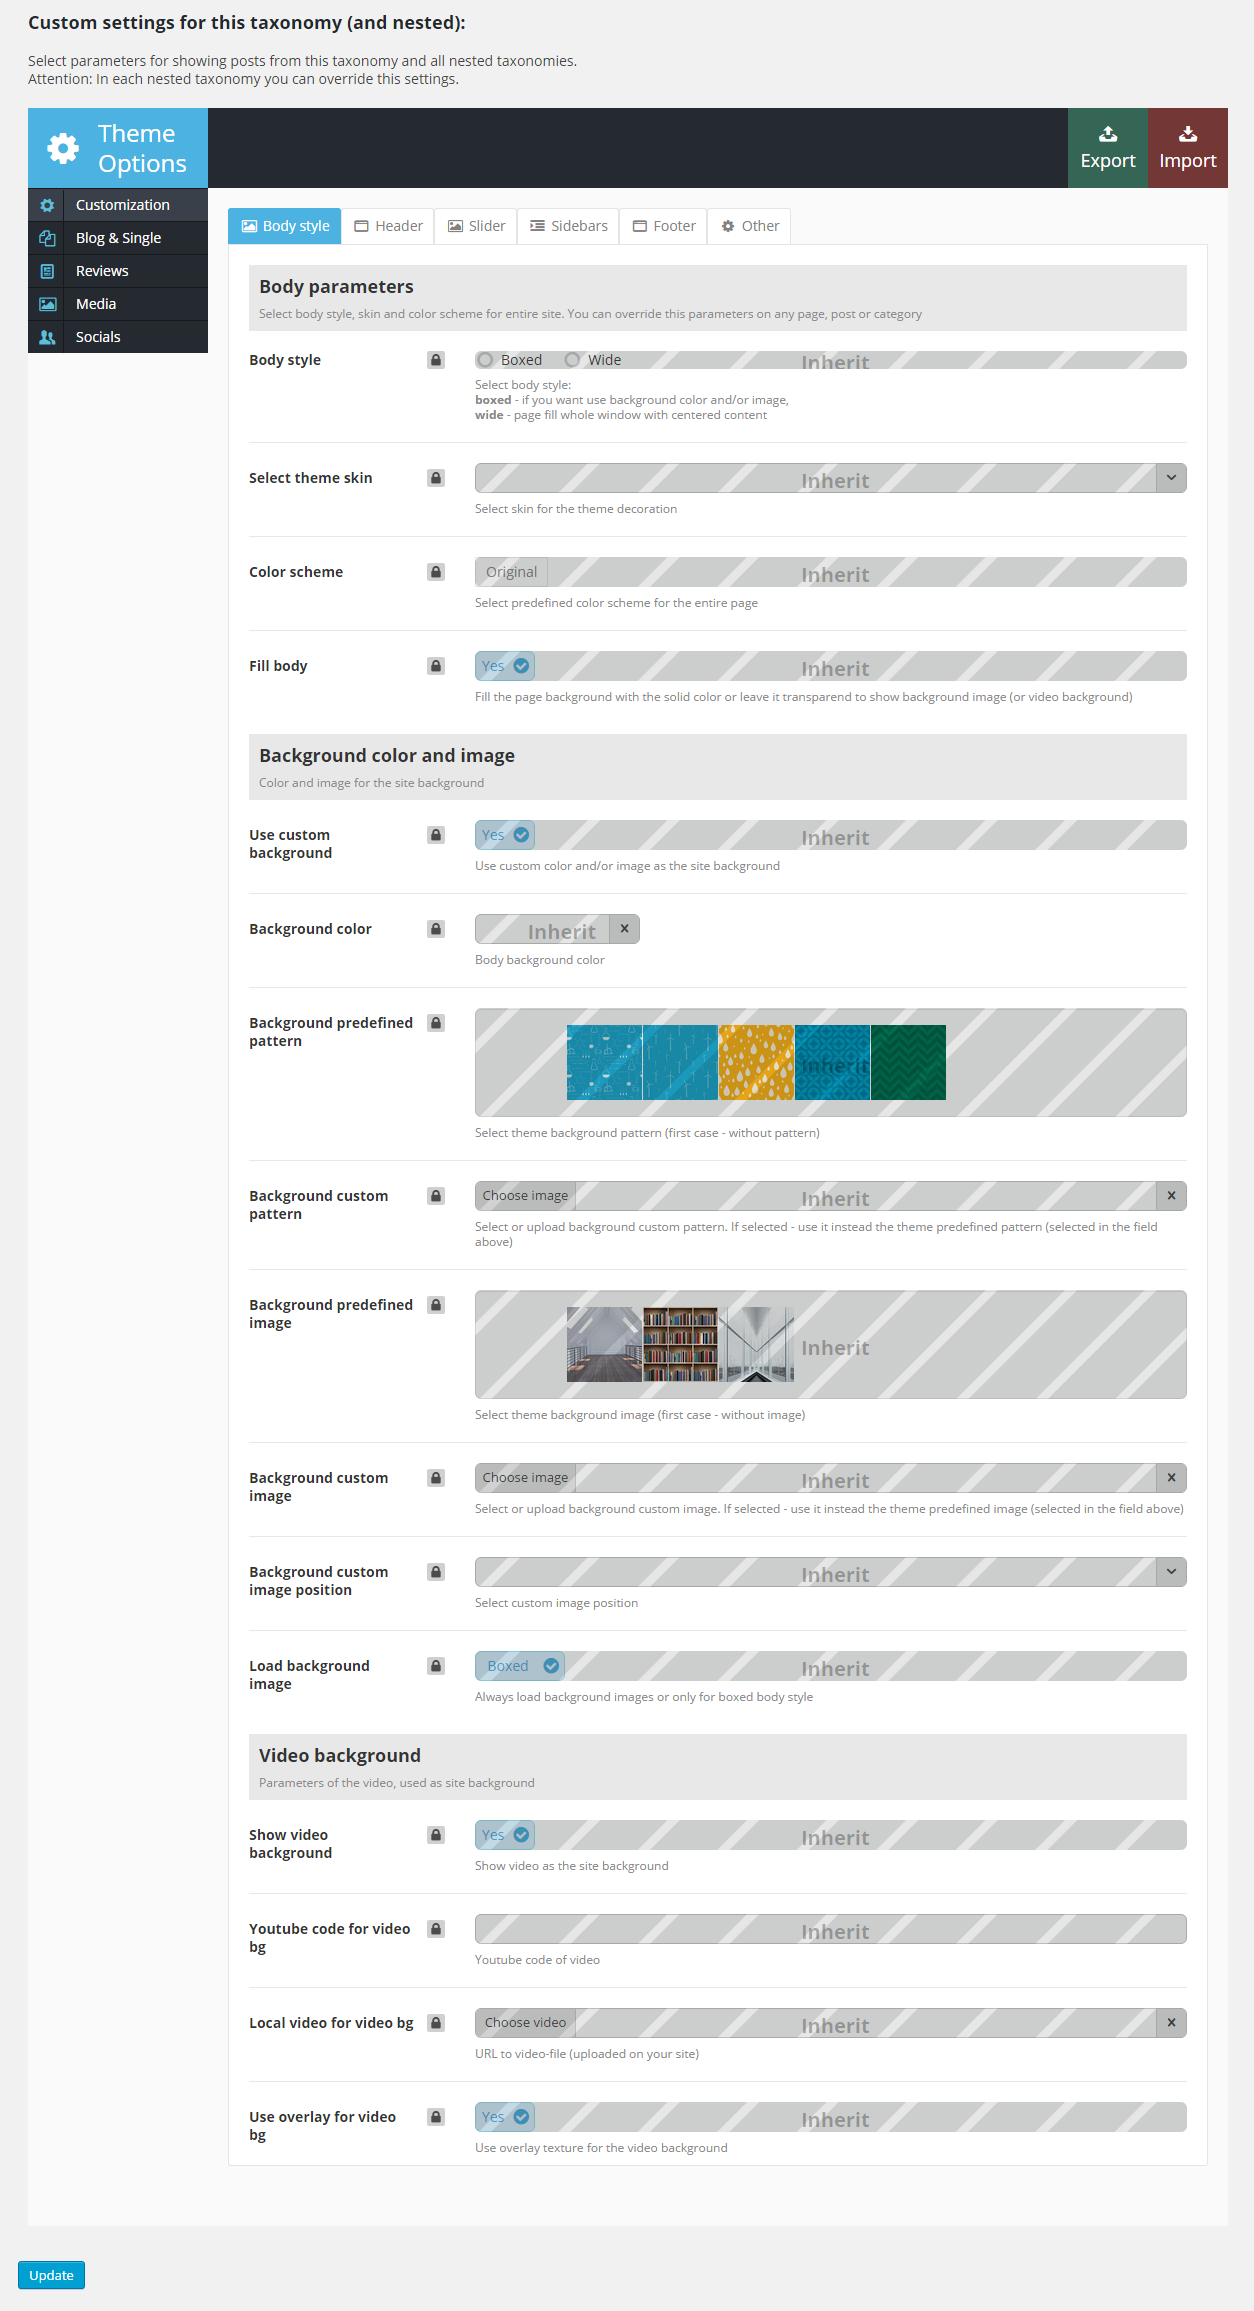 Custom settings for this taxonomy (and nested):
Select parameters for showing posts from this taxonomy and all nested taxonomies.
Attention: In each nested taxonomy you can override this settings.
Theme
Options
Export
Import
Customization
Blog & Single
Reviews
Media
Socials
Body style
Header
Slider
Sidebars
Footer
Other
Body parameters
Select body style, skin and color scheme for entire site. You can override this parameters on any page, post or category
Body style
Boxed
Wide
Inherit
Select body style:
boxed - if you want use background color and/or image,
wide - page fill whole window with centered content
Select theme skin
Inherit
Select skin for the theme decoration
Color scheme
Original
Inherit
Select predefined color scheme for the entire page
Fill body
Yes
Inherit
Fill the page background with the solid color or leave it transparend to show background image (or video background)
Background color and image
Color and image for the site background
Use custom
background
Yes
Inherit
Use custom color and/or image as the site background
Background color
Inherit
Body background color
Background predefined
pattern
Inherit
Select theme background pattern (first case - without pattern)
Background custom
pattern
Choose image
Inherit
Select or upload background custom pattern. If selected - use it instead the theme predefined pattern (selected in the field
above)
Background predefined
image
Inherit
Select theme background image (first case - without image)
Background custom
image
Choose image
Inherit
Select or upload background custom image. If selected - use it instead the theme predefined image (selected in the field above)
Background custom
image position
Inherit
Select custom image position
Load background
image
Boxed
Inherit
Always load background images or only for boxed body style
Video background
Parameters of the video, used as site background
Show video
background
Yes
Inherit
Show video as the site background
Youtube code for video
bg
Inherit
Youtube code of video
Local video for video bg
Choose video
Inherit
URL to video-file (uploaded on your site)
Use overlay for video
bg
Yes
Inherit
Use overlay texture for the video background
Update